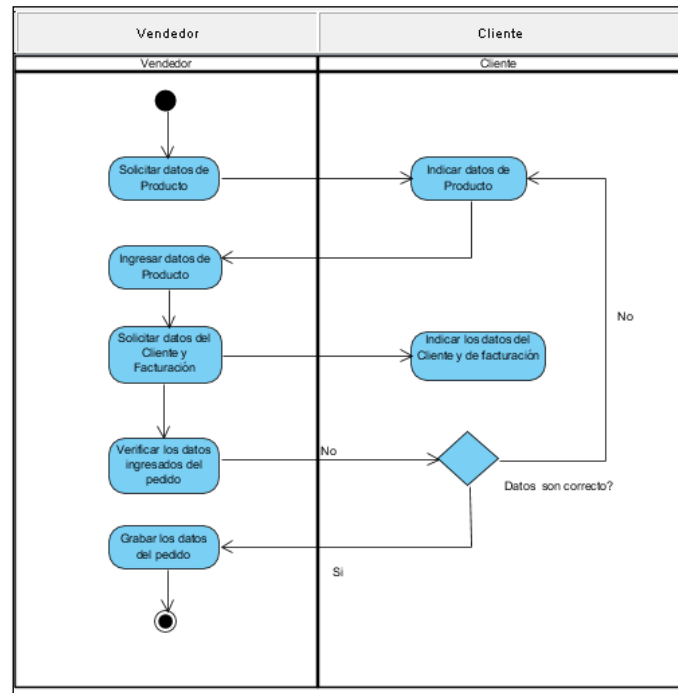 Vendedor
Cliente
Vendedor
Cliente
Solicitar datos de
Producto
Indicar datos de
Producto
Ingresar datos de
Producto
No
Solicitar datos del
Cliente y
Facturación
Indicar los datos del
Cliente y de facturación
Verificar los datos
ingresados del
pedido
No
Datos son correcto?
Grabar los datos
del pedido
Si